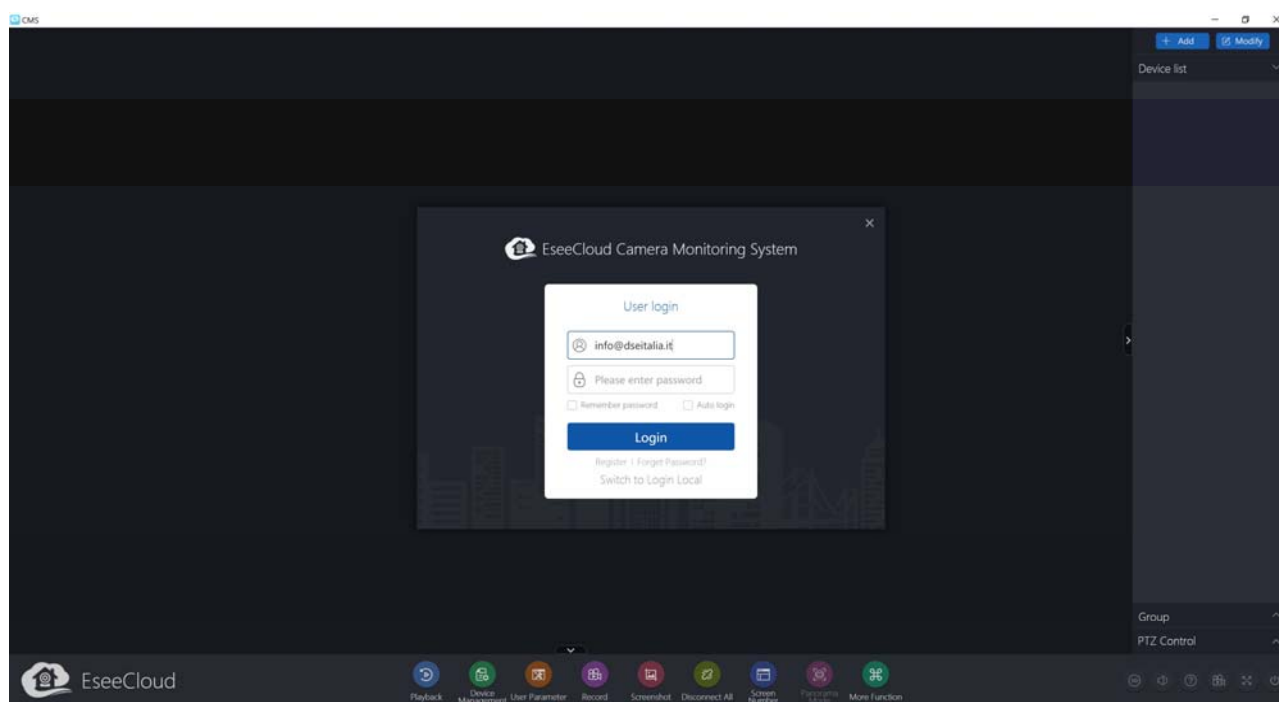 CMS
+ Add
Modify
Device list
EseeCloud Camera Monitoring System
User login
info@dseitalia.it
Please enter password
Remember password
Auto login
Login
Register | Forget Password?
Switch to Login Local
Group
PTZ Control
EseeCloud
Playback
Device
Management
User Parameter
Record
Screenshot
Disconnect All
Screen
Number
Panorama
Mode
More Function